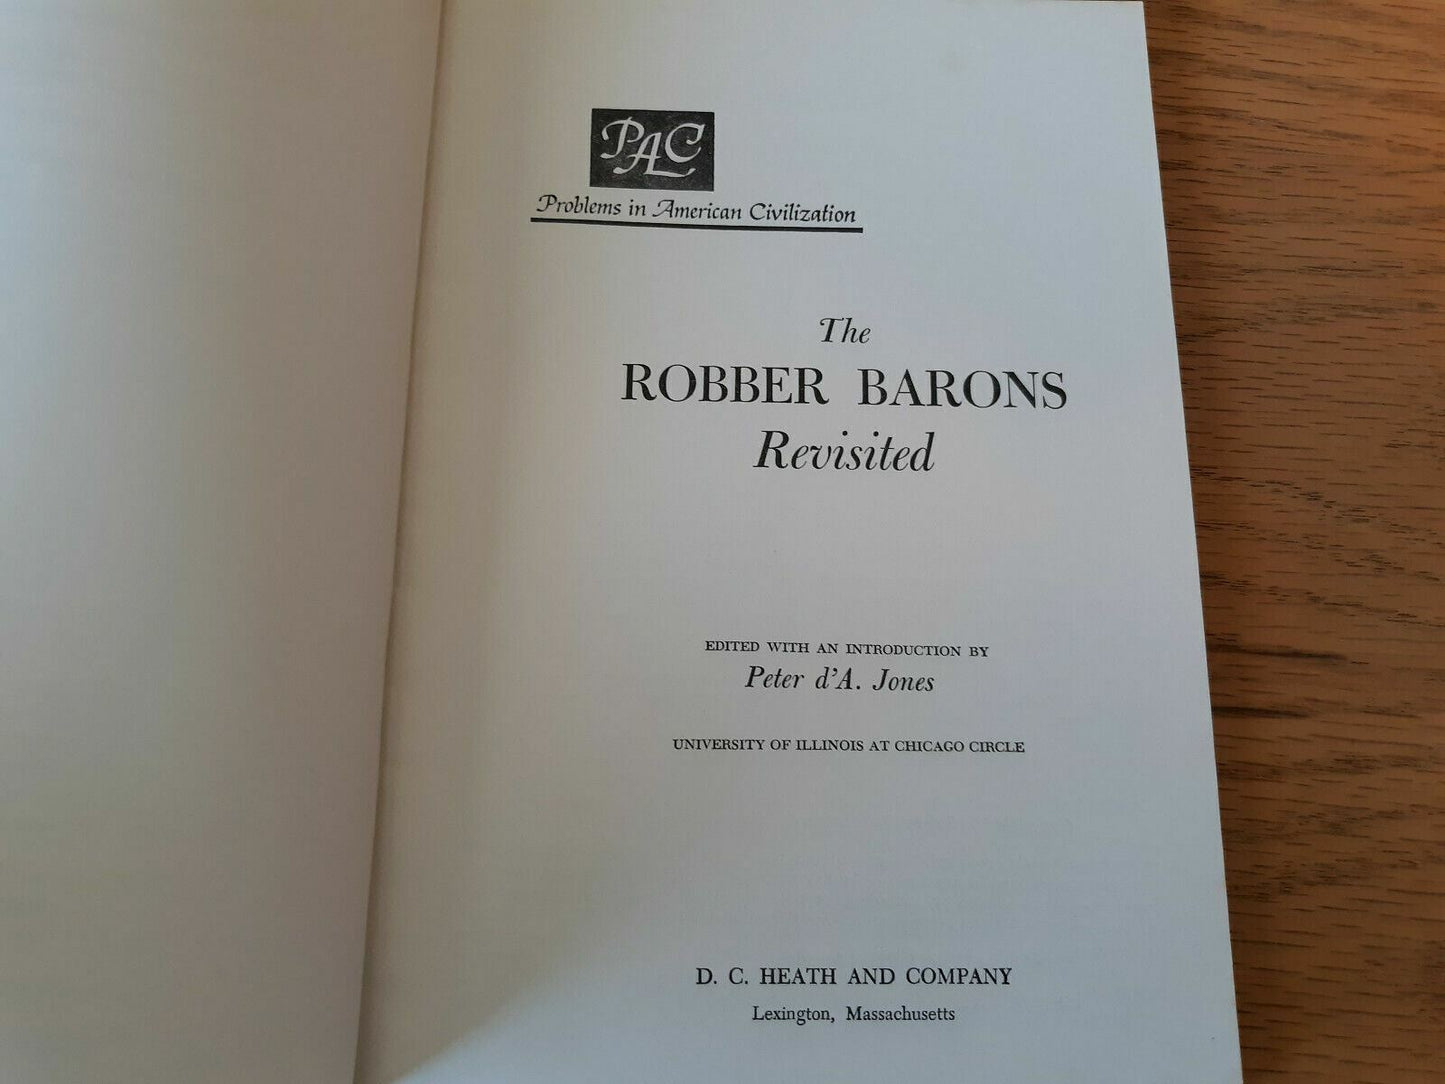 PAC
Problems in American Civilization
The
ROBBER BARONS
Revisited
EDITED WITH AN INTRODUCTION BY
Peter d'A. Jones
UNIVERSITY OF ILLINOIS AT CHICAGO CIRCLE
D. C. HEATH AND COMPANY
Lexington, Massachusetts